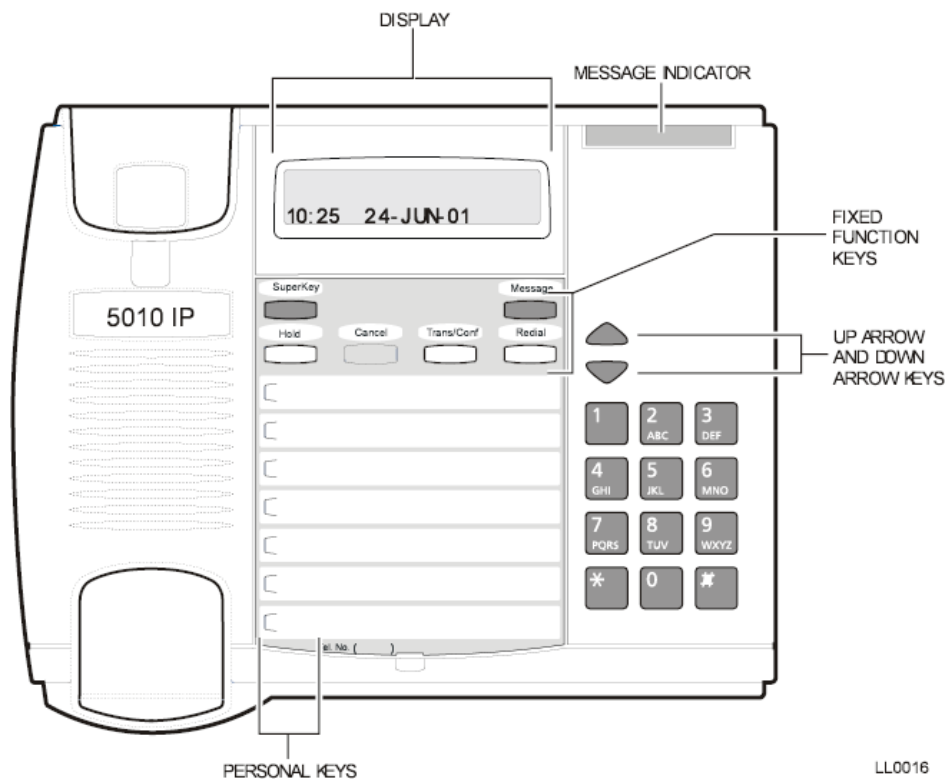 DISPLAY
MESSAGE INDICATOR
10:25 24-JUN-01
FIXED
FUNCTION
KEYS
SuperKey
Message
5010 IP
Hold
Cancel
Trans/Conf
Redial
UP ARROW
AND DOWN
ARROW KEYS
1
2
ABC
3
DEF
4
GHI
5
JKL
6
MNO
7
PQRS
8
TUV
9
WXYZ
*
0
#
No. ( )
PERSONAL KEYS
LL0016